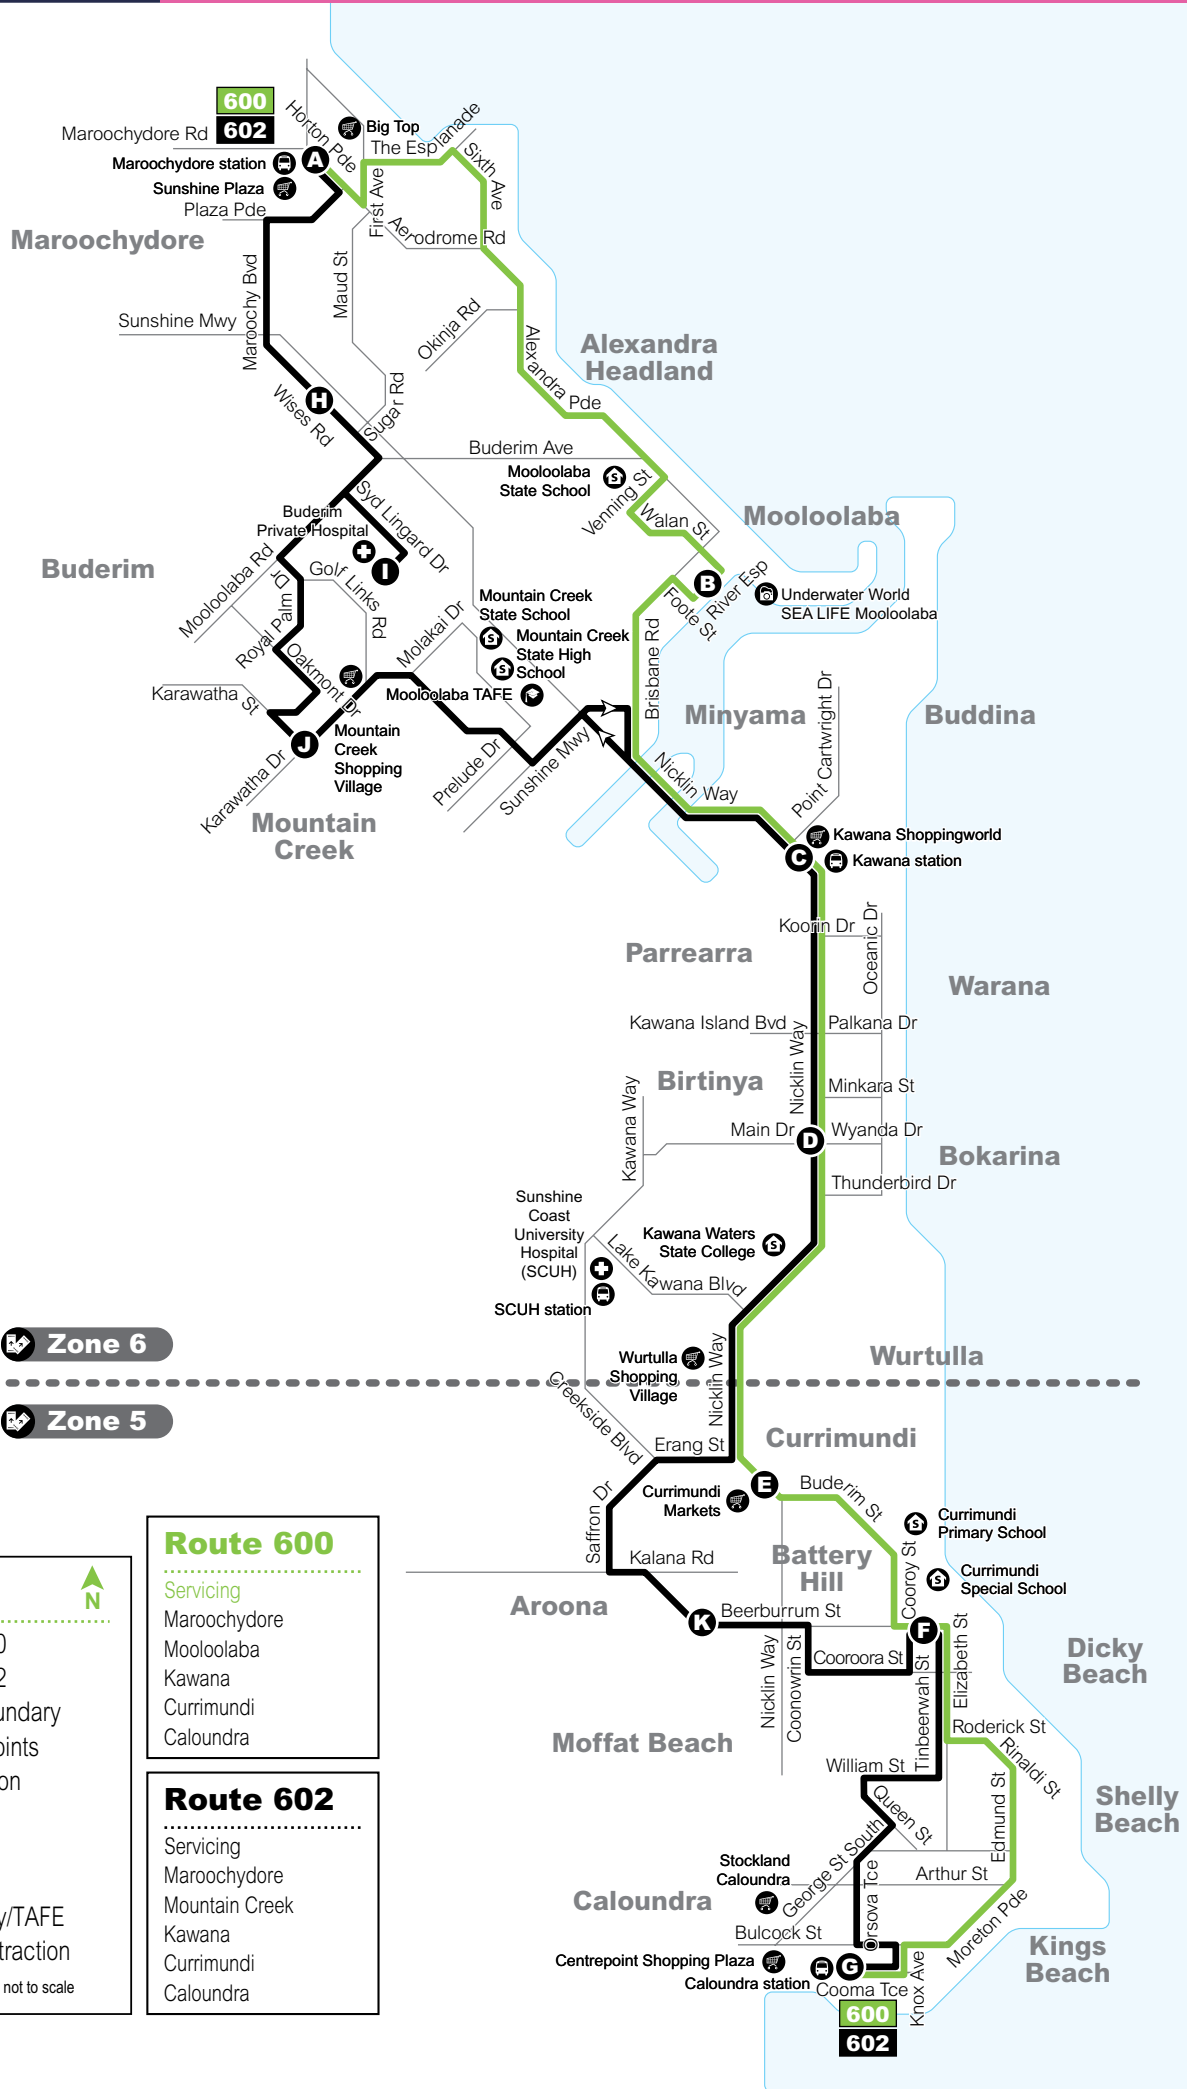 600
602
Maroochydore Rd
Horton Pde
Big Top
The Esplanade
Sixth Ave
A
Maroochydore station
Sunshine Plaza
Plaza Pde
First Ave
Aerodrome Rd
Maroochydore
Maroochy Bvd
Maud St
Sunshine Mwy
Okinja Rd
Alexandra Pde
Alexandra
Headland
H
Wises Rd
Sugar Rd
Buderim Ave
Mooloolaba
State School
Venning St
Walan St
Mooloolaba
Syd Lingard Dr
Buderim
Private Hospital
I
Buderim
Mooloolaba Rd
Golf Links Rd
Royal Palm Dr
Oakmont Dr
Molakai Dr
Mountain Creek
State School
Mountain Creek
State High
School
Mooloolaba TAFE
B
River Esp
Foote St
Underwater World
SEA LIFE Mooloolaba
Brisbane Rd
Karawatha St
J
Mountain
Creek
Shopping
Village
Karawatha Dr
Mountain
Creek
Prelude Dr
Sunshine Mwy
Minyama
Buddina
Point Cartwright Dr
Nicklin Way
C
Kawana Shoppingworld
Kawana station
Koorin Dr
Oceanic Dr
Parrearra
Warana
Kawana Island Bvd
Palkana Dr
Nicklin Way
Birtinya
Minkara St
Kawana Way
Main Dr
D
Wyanda Dr
Bokarina
Thunderbird Dr
Sunshine
Coast
University
Hospital
(SCUH)
SCUH station
Lake Kawana Blvd
Kawana Waters
State College
Zone 6
Wurtulla
Wurtulla
Shopping
Village
Nicklin Way
Zone 5
Creekside Blvd
Erang St
Currimundi
E
Currimundi
Markets
Buderim St
Saffron Dr
Kalana Rd
Battery
Hill
Cooroy St
Currimundi
Primary School
Currimundi
Special School
Aroona
K
Beerburrum St
F
Cooroora St
Nicklin Way
Coonowrin St
Tinbeerwah St
Elizabeth St
Dicky
Beach
Moffat Beach
Roderick St
Rinaldi St
William St
Queen St
Edmund St
Shelly
Beach
George St South
Stockland
Caloundra
Arthur St
Caloundra
Orsova Tce
Bulcock St
Moreton Pde
Kings
Beach
Centrepoint Shopping Plaza
Caloundra station
G
Cooma Tce
Knox Ave
600
602
N
0
2
undary
oints
on
y/TAFE
traction
not to scale
Route 600
Servicing
Maroochydore
Mooloolaba
Kawana
Currimundi
Caloundra
Route 602
Servicing
Maroochydore
Mountain Creek
Kawana
Currimundi
Caloundra